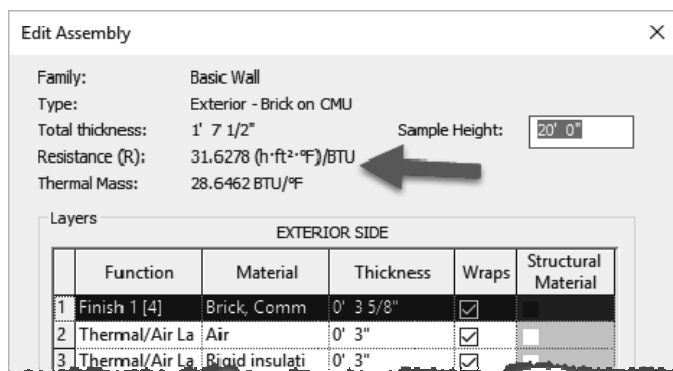 Edit Assembly
Family: Basic Wall
Type: Exterior - Brick on CMU
Total thickness: 1' 7 1/2" Sample Height: 20' 0"
Resistance (R): 31.6278 (h·ft²·ºF)/BTU
Thermal Mass: 28.6462 BTU/ºF
Layers
EXTERIOR SIDE
Function Material Thickness Wraps Structural Material
1 Finish 1 [4] Brick, Comm 0' 3 5/8"
2 Thermal/Air La Air 0' 3"
3 Thermal/Air La Rigid insulati 0' 3"